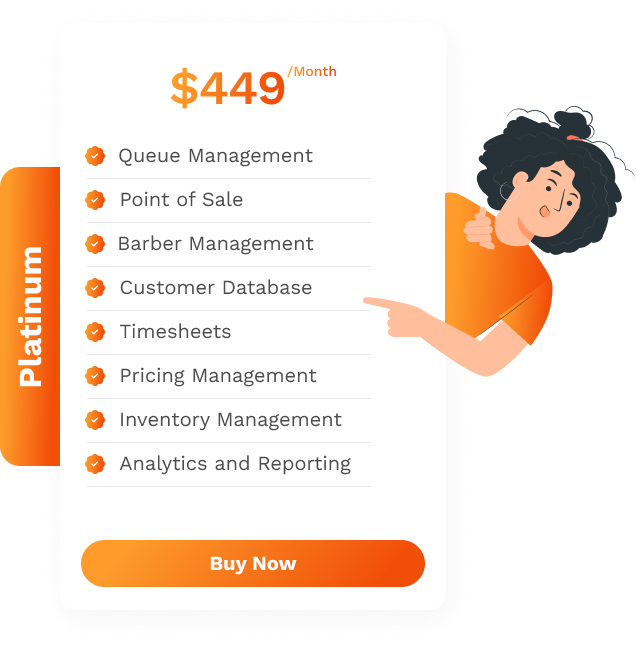 $449 /Month
Queue Management
Point of Sale
Barber Management
Customer Database
Timesheets
Pricing Management
Inventory Management
Analytics and Reporting
Platinum
Buy Now